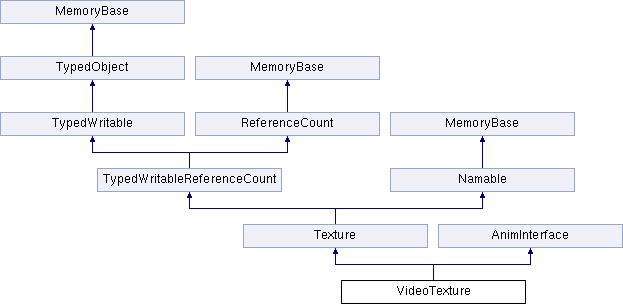 MemoryBase
TypedObject
MemoryBase
TypedWritable
ReferenceCount
MemoryBase
TypedWritableReferenceCount
Namable
Texture
AnimInterface
VideoTexture